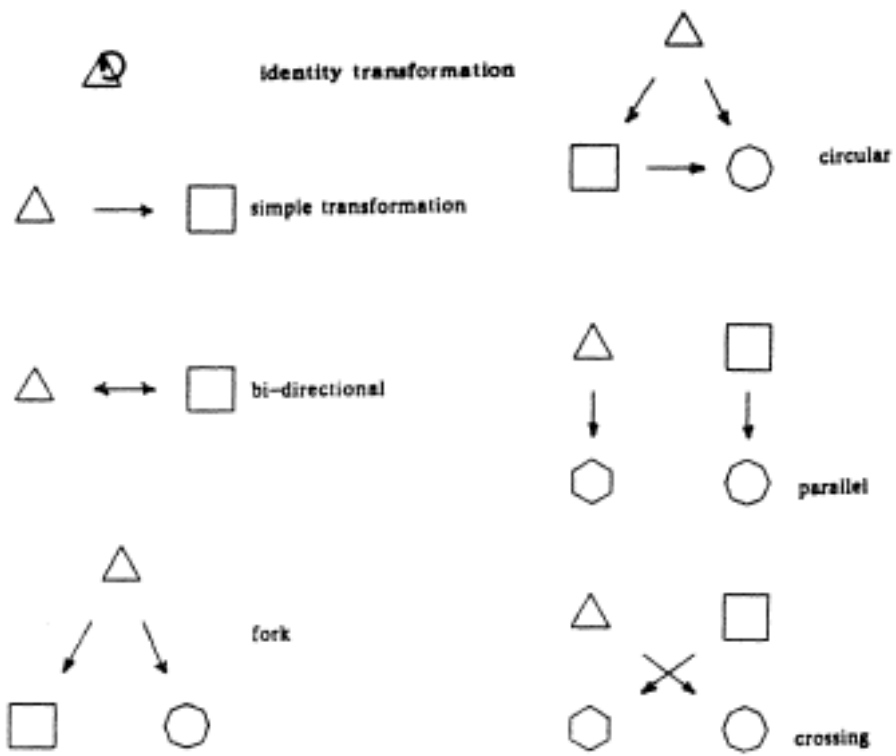 identity transformation
simple transformation
bi-directional
fork
circular
parallel
crossing